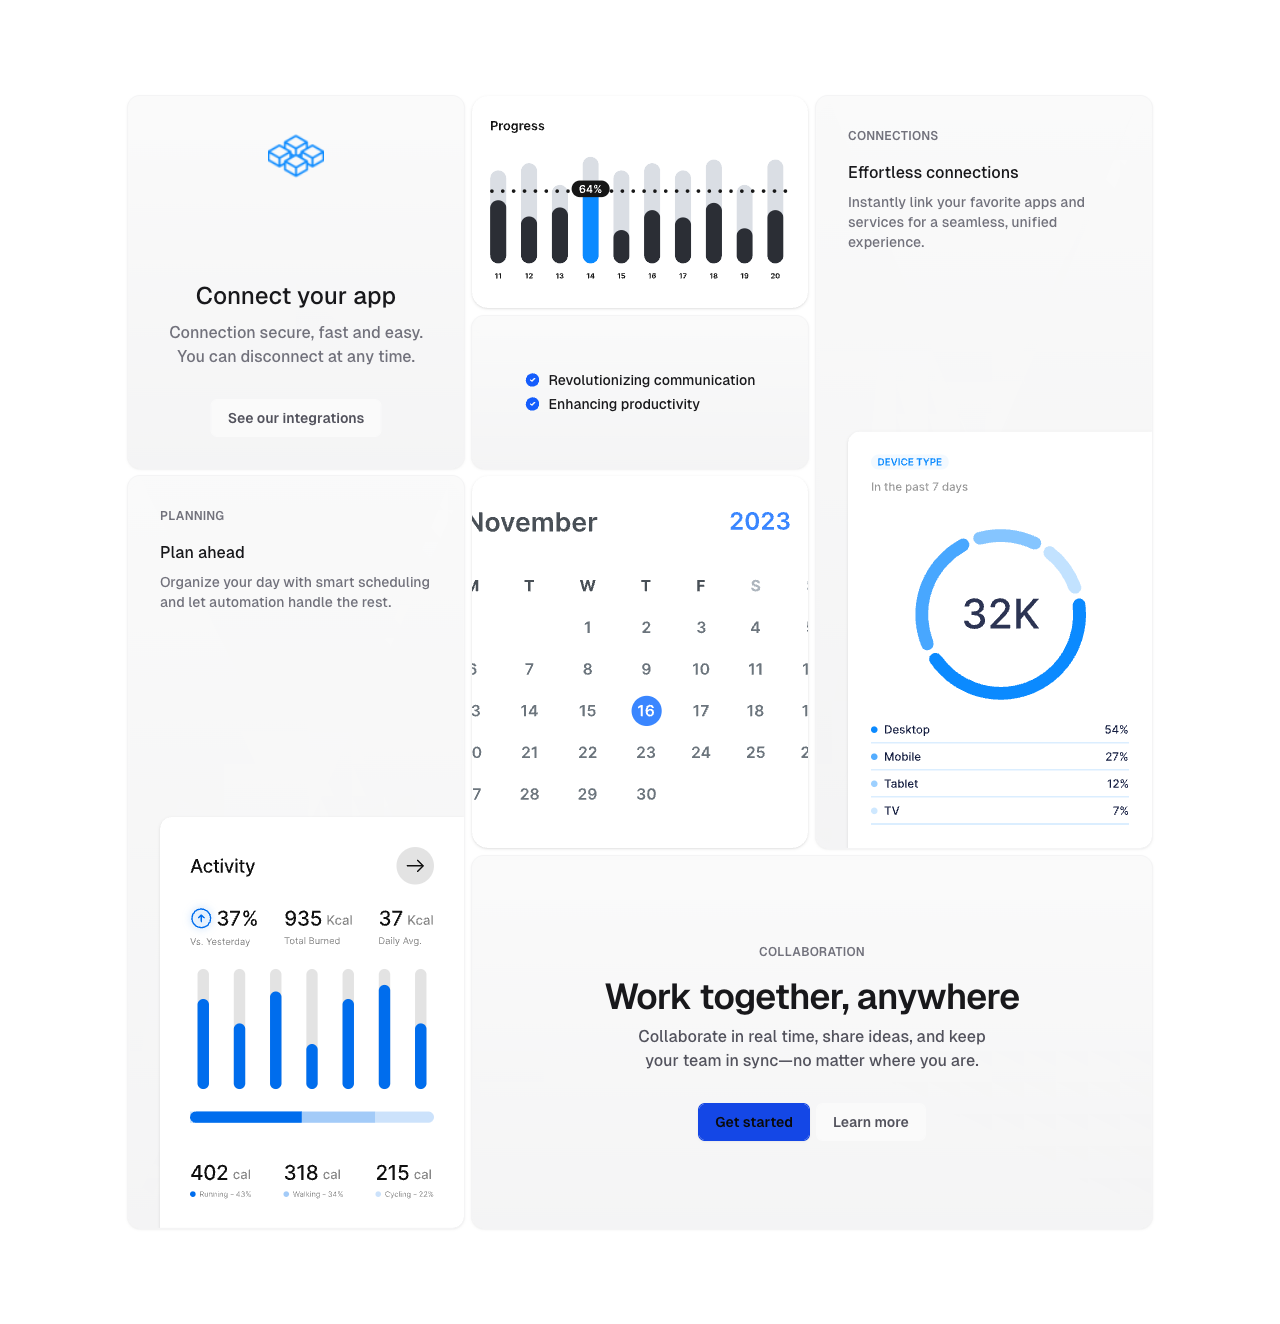 Connect your app
Connection secure, fast and easy.
You can disconnect at any time.
See our integrations
Progress
64%
11 12 13 14 15 16 17 18 19 20
Revolutionizing communication
Enhancing productivity
CONNECTIONS
Effortless connections
Instantly link your favorite apps and
services for a seamless, unified
experience.
DEVICE TYPE
In the past 7 days
32K
Desktop 54%
Mobile 27%
Tablet 12%
TV 7%
PLANNING
Plan ahead
Organize your day with smart scheduling
and let automation handle the rest.
Activity
37% 935 Kcal 37 Kcal
Vs. Yesterday Total Burned Daily Avg.
402 cal 318 cal 215 cal
Running - 43% Walking - 34% Cycling - 22%
November 2023
M T W T F S
1 2 3 4
7 8 9 10 11
14 15 16 17 18
21 22 23 24 25
28 29 30
COLLABORATION
Work together, anywhere
Collaborate in real time, share ideas, and keep
your team in sync—no matter where you are.
Get started Learn more